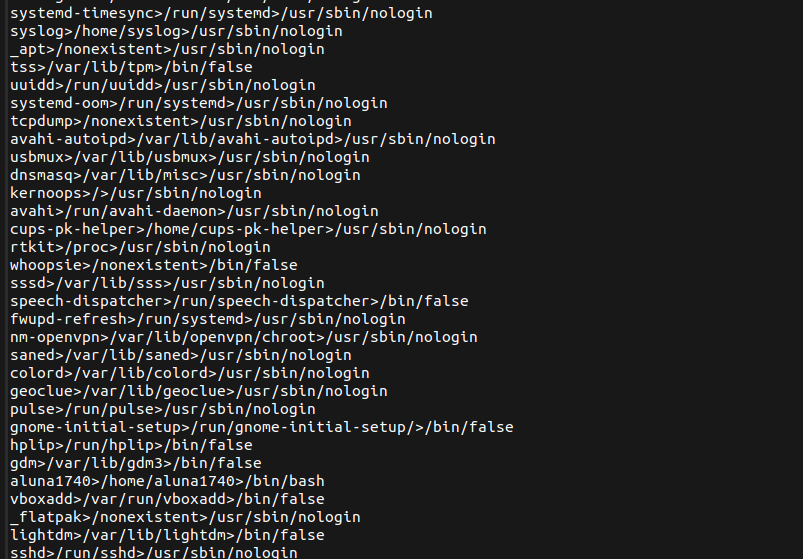 systemd-timesync>/run/systemd>/usr/sbin/nologin
syslog>/home/syslog>/usr/sbin/nologin
_apt>/nonexistent>/usr/sbin/nologin
tss>/var/lib/tpm>/bin/false
uuidd>/run/uuidd>/usr/sbin/nologin
systemd-oom>/run/systemd>/usr/sbin/nologin
tcpdump>/nonexistent>/usr/sbin/nologin
avahi-autoipd>/var/lib/avahi-autoipd>/usr/sbin/nologin
usbmux>/var/lib/usbmux>/usr/sbin/nologin
dnsmasq>/var/lib/misc>/usr/sbin/nologin
kernoops>/>/usr/sbin/nologin
avahi>/run/avahi-daemon>/usr/sbin/nologin
cups-pk-helper>/home/cups-pk-helper>/usr/sbin/nologin
rtkit>/proc>/usr/sbin/nologin
whoopsie>/nonexistent>/bin/false
sssd>/var/lib/sss>/usr/sbin/nologin
speech-dispatcher>/run/speech-dispatcher>/bin/false
fwupd-refresh>/run/systemd>/usr/sbin/nologin
nm-openvpn>/var/lib/openvpn/chroot>/usr/sbin/nologin
saned>/var/lib/saned>/usr/sbin/nologin
colord>/var/lib/colord>/usr/sbin/nologin
geoclue>/var/lib/geoclue>/usr/sbin/nologin
pulse>/run/pulse>/usr/sbin/nologin
gnome-initial-setup>/run/gnome-initial-setup/>/bin/false
hplip>/run/hplip>/bin/false
gdm>/var/lib/gdm3>/bin/false
aluna1740>/home/aluna1740>/bin/bash
vboxadd>/var/run/vboxadd>/bin/false
_flatpak>/nonexistent>/usr/sbin/nologin
lightdm>/var/lib/lightdm>/bin/false
sshd>/run/sshd>/usr/sbin/nologin